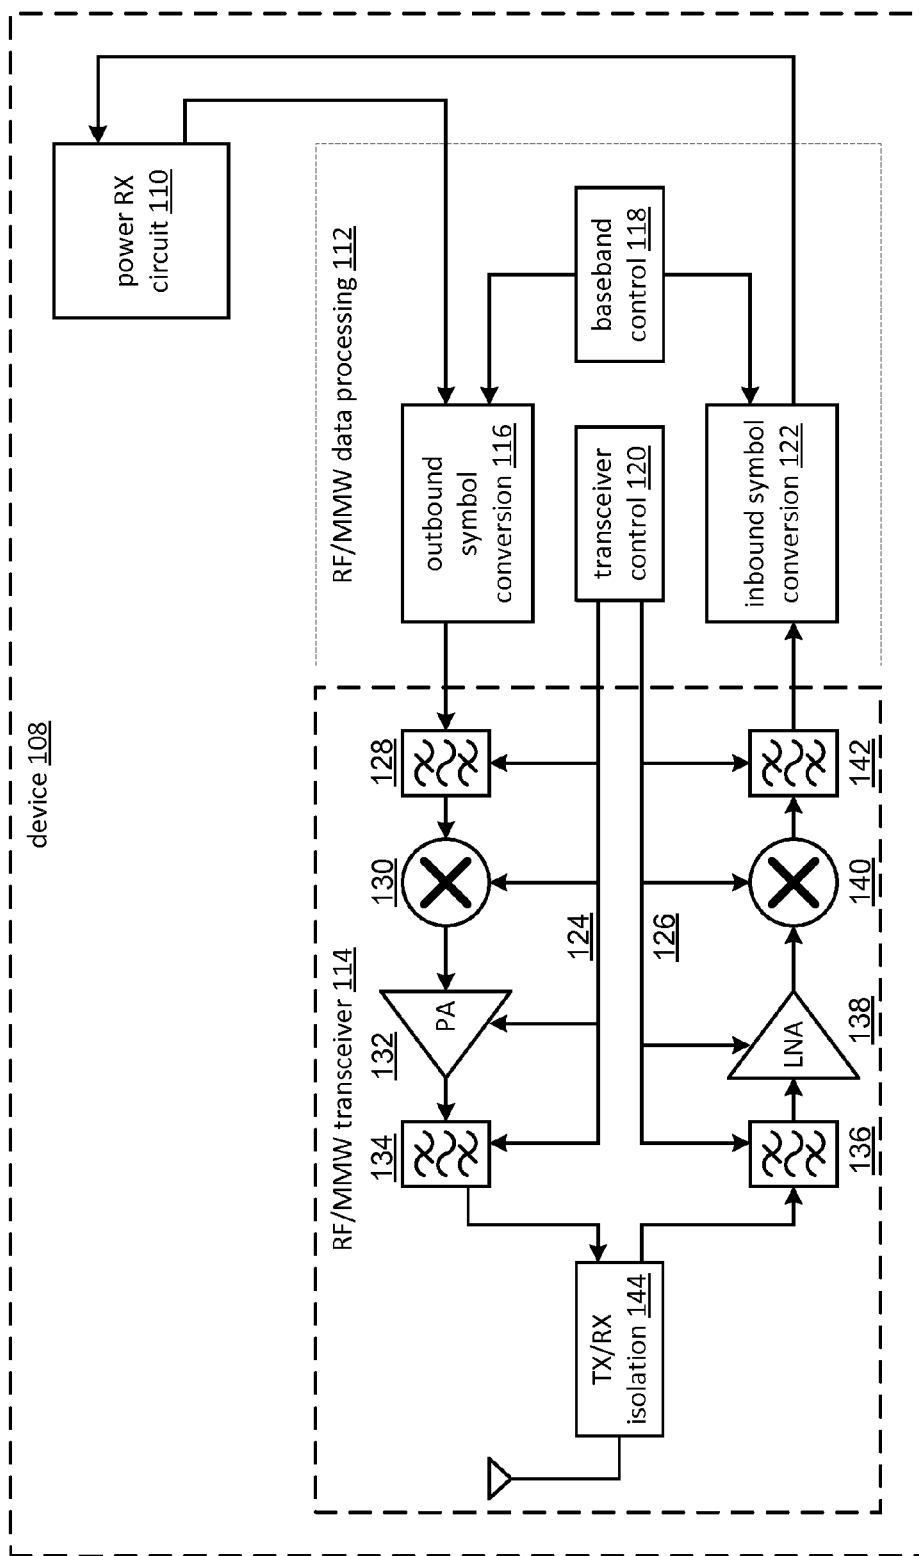 device 108
power RX
circuit 110
RF/MMW data processing 112
outbound
symbol
conversion 116
baseband
control 118
transceiver
control 120
inbound symbol
conversion 122
RF/MMW transceiver 114
134
132
PA
130
128
124
126
TX/RX
isolation 144
LNA
136
138
140
142